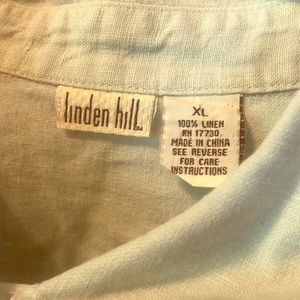 linden hill
XL
100% LINEN
RN 17730
MADE IN CHINA
SEE REVERSE
FOR CARE
INSTRUCTIONS